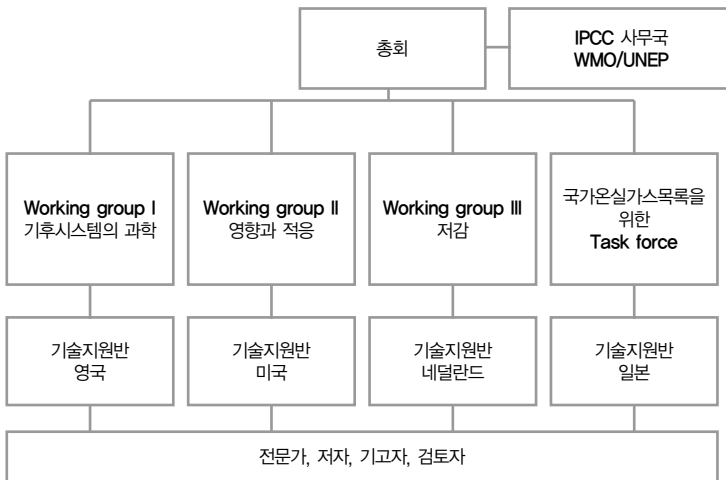 총회
IPCC 사무국
WMO/UNEP
Working group Ⅰ
기후시스템의 과학
Working group Ⅱ
영향과 적응
Working group Ⅲ
저감
국가온실가스목록을
위한
Task force
기술지원반
영국
기술지원반
미국
기술지원반
네덜란드
기술지원반
일본
전문가, 저자, 기고자, 검토자